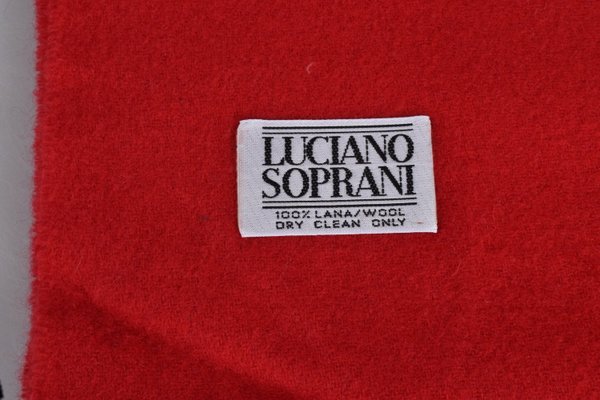 LUCIANO
SOPRANI
100% LANA/WOOL
DRY CLEAN ONLY